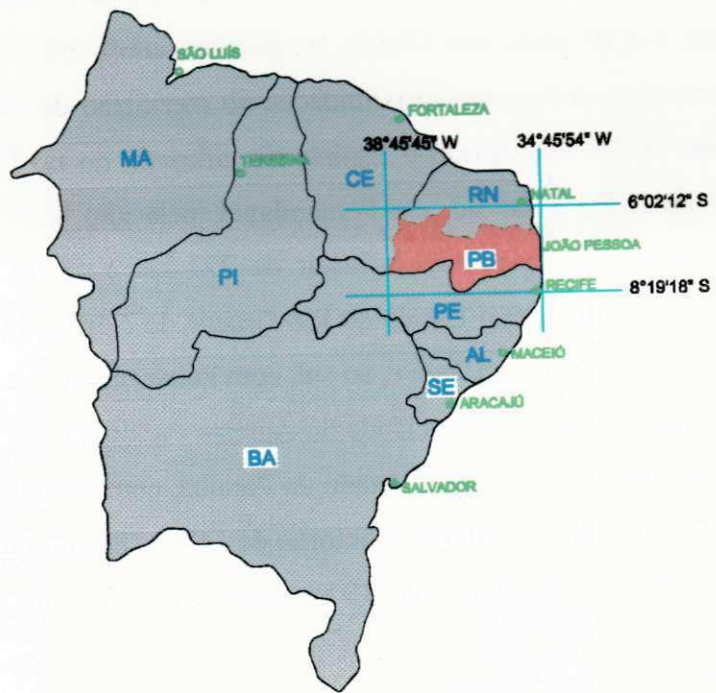 SÃO LUÍS
FORTALEZA
38°45'45" W
34°45'54" W
MA
TERESINA
CE
RN
NATAL
6°02'12" S
JOÃO PESSOA
PB
PI
RECIFE
8°19'18" S
PE
AL
MACEIÓ
SE
ARACAJÚ
BA
SALVADOR